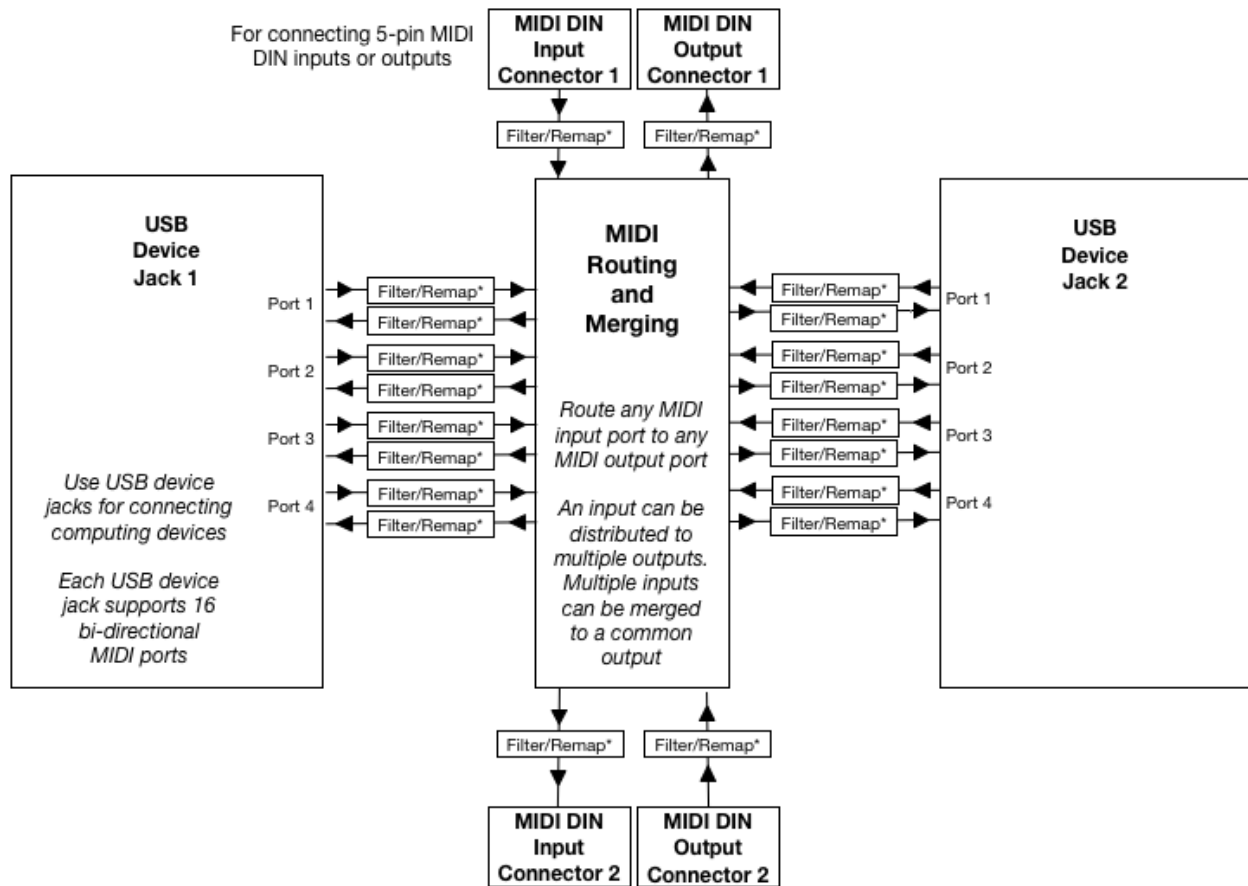 For connecting 5-pin MIDI
DIN inputs or outputs
MIDI DIN
Input
Connector 1
MIDI DIN
Output
Connector 1
Filter/Remap*
Filter/Remap*
USB
Device
Jack 1
Port 1
Filter/Remap*
Filter/Remap*
Port 2
Filter/Remap*
Filter/Remap*
Port 3
Filter/Remap*
Filter/Remap*
Port 4
Filter/Remap*
Filter/Remap*
Use USB device
jacks for connecting
computing devices
Each USB device
jack supports 16
bi-directional
MIDI ports
MIDI
Routing
and
Merging
Route any MIDI
input port to any
MIDI output port
An input can be
distributed to
multiple outputs.
Multiple inputs
can be merged
to a common
output
USB
Device
Jack 2
Filter/Remap*
Filter/Remap*
Port 1
Filter/Remap*
Filter/Remap*
Port 2
Filter/Remap*
Filter/Remap*
Port 3
Filter/Remap*
Filter/Remap*
Port 4
Filter/Remap*
Filter/Remap*
MIDI DIN
Input
Connector 2
MIDI DIN
Output
Connector 2